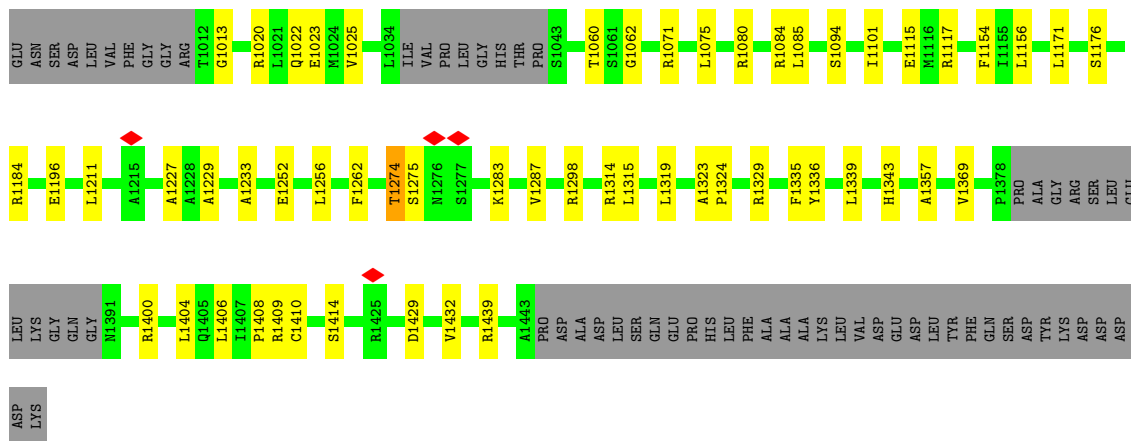 GLU ASN SER ASP LEU VAL PHE GLY GLY ARG T1012 G1013 R1020 L1021 Q1022 E1023 M1024 V1025 L1034 ILE VAL PRO LEU GLY HIS THR PRO S1043 T1060 S1061 G1062 R1071 L1075 R1080 R1084 L1085 S1094 I1101 E1115 M1116 R1117 F1154 I1155 L1156 L1171 S1176
R1184 E1196 L1211 A1215 A1227 A1228 A1229 A1233 E1252 L1256 F1262 T1274 S1275 N1276 S1277 K1283 V1287 R1298 R1314 L1315 L1319 A1323 P1324 R1329 F1335 Y1336 L1339 H1343 A1357 V1369 P1378 PRO ALA GLY ARG SER LEU GLU
LEU LYS GLY GLN GLY N1391 R1400 L1404 Q1405 L1406 I1407 P1408 R1409 C1410 S1414 R1425 D1429 V1432 R1439 A1443 PRO ASP ALA ASP LEU SER GLN GLU PRO HIS LEU PHE ALA ALA ALA LYS LEU VAL ASP GLU ASP LEU TYR PHE GLN SER ASP TYR LYS ASP ASP ASP
ASP LYS